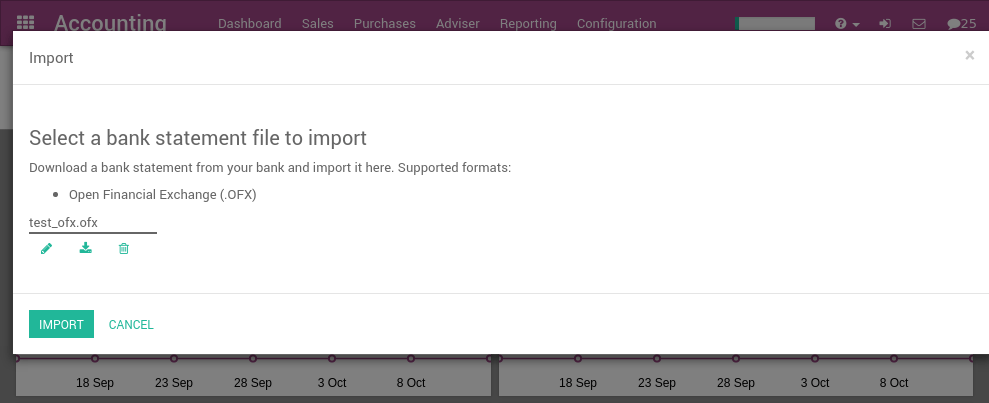 Accounting Dashboard Sales Purchases Adviser Reporting Configuration 25
Import ×
Select a bank statement file to import
Download a bank statement from your bank and import it here. Supported formats:
• Open Financial Exchange (.OFX)
test_ofx.ofx
IMPORT CANCEL
18 Sep 23 Sep 28 Sep 3 Oct 8 Oct 18 Sep 23 Sep 28 Sep 3 Oct 8 Oct